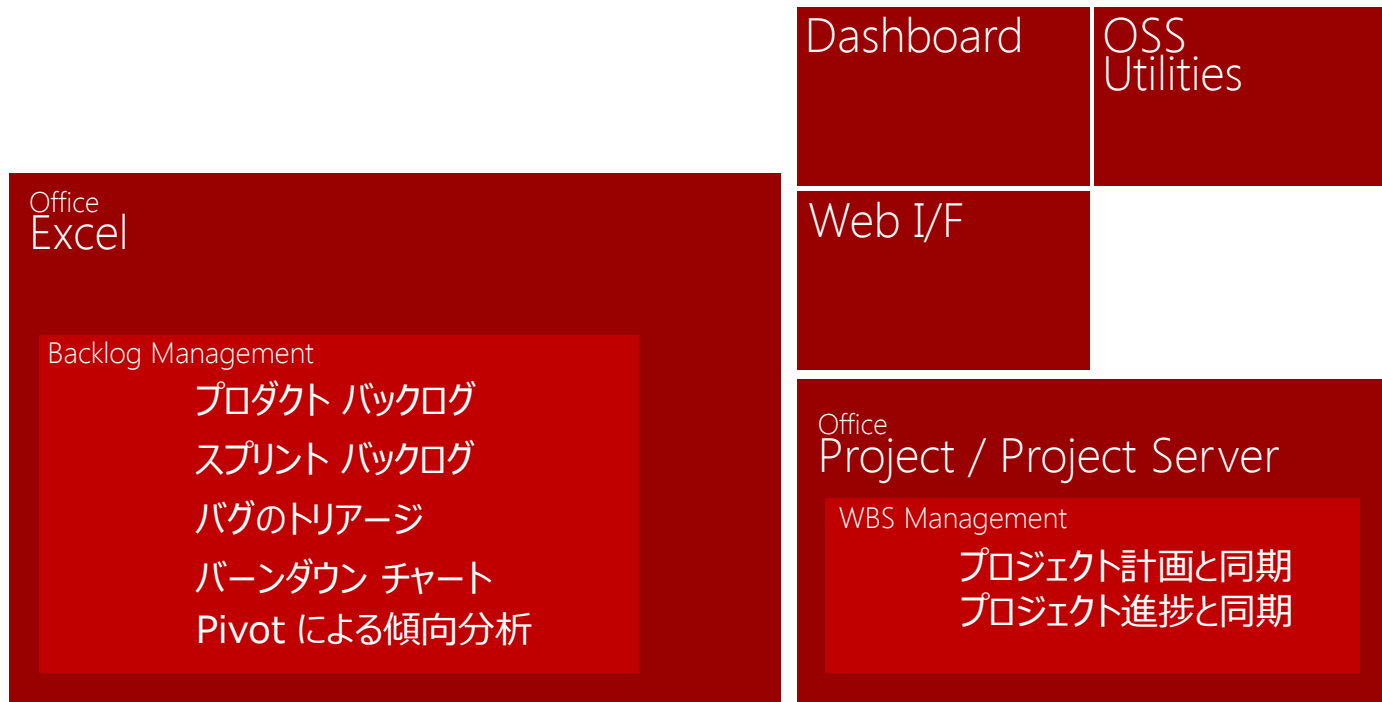 Dashboard
OSS
Utilities
Office
Excel
Web I/F
Backlog Management
プロダクト バックログ
スプリント バックログ
バグのトリアージ
バーンダウン チャート
Pivot による傾向分析
Office
Project / Project Server
WBS Management
プロジェクト計画と同期
プロジェクト進捗と同期